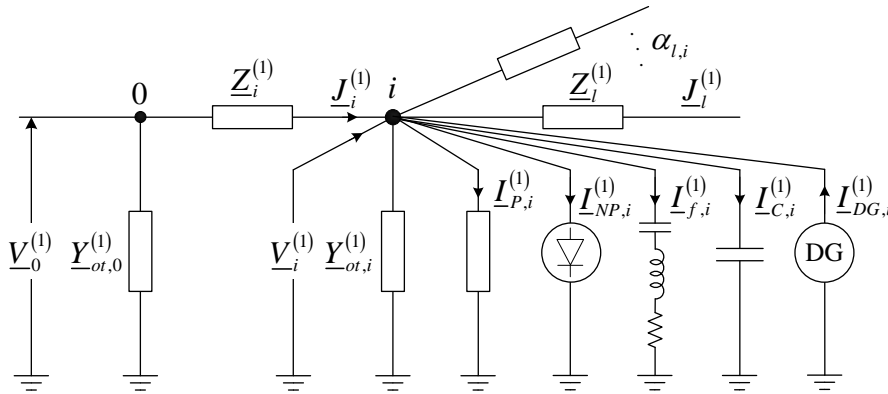 α_{l,i}
0
Z_i^{(1)}
J_i^{(1)}
i
Z_l^{(1)}
J_l^{(1)}
V_0^{(1)}
Y_{ot,0}^{(1)}
V_i^{(1)}
Y_{ot,i}^{(1)}
I_{P,i}^{(1)}
I_{NP,i}^{(1)}
I_{f,i}^{(1)}
I_{C,i}^{(1)}
I_{DG,i}^{(1)}
DG